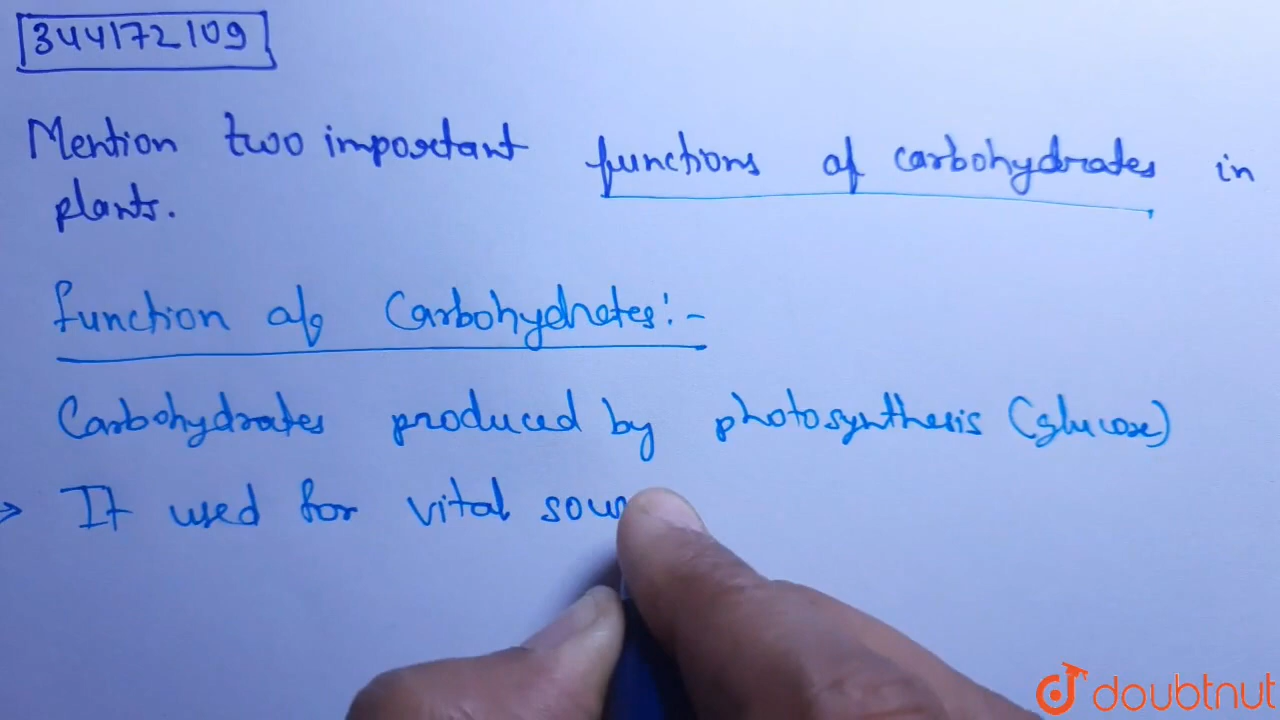 344172109
Mention two important functions of carbohydrates in
plants.
function of Carbohydrates:-
Carbohydrates produced by photosynthesis (glucose)
→ It used for vital sou
doubtnut